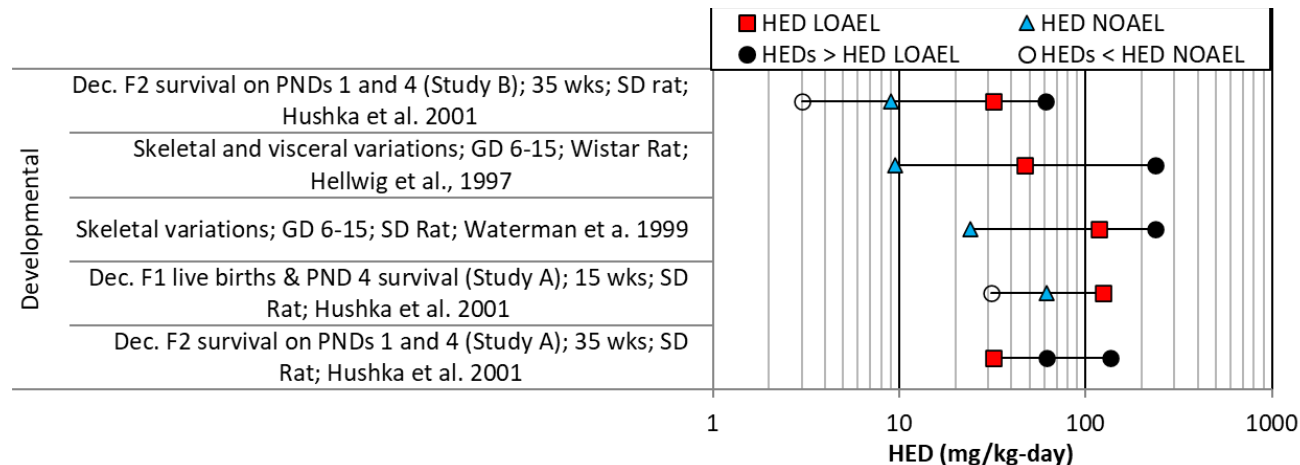 HED LOAEL
HED NOAEL
HEDs > HED LOAEL
HEDs < HED NOAEL
Developmental
Dec. F2 survival on PNDs 1 and 4 (Study B); 35 wks; SD rat;
Hushka et al. 2001
Skeletal and visceral variations; GD 6-15; Wistar Rat;
Hellwig et al., 1997
Skeletal variations; GD 6-15; SD Rat; Waterman et a. 1999
Dec. F1 live births & PND 4 survival (Study A); 15 wks; SD
Rat; Hushka et al. 2001
Dec. F2 survival on PNDs 1 and 4 (Study A); 35 wks; SD
Rat; Hushka et al. 2001
1 10 100 1000
HED (mg/kg-day)